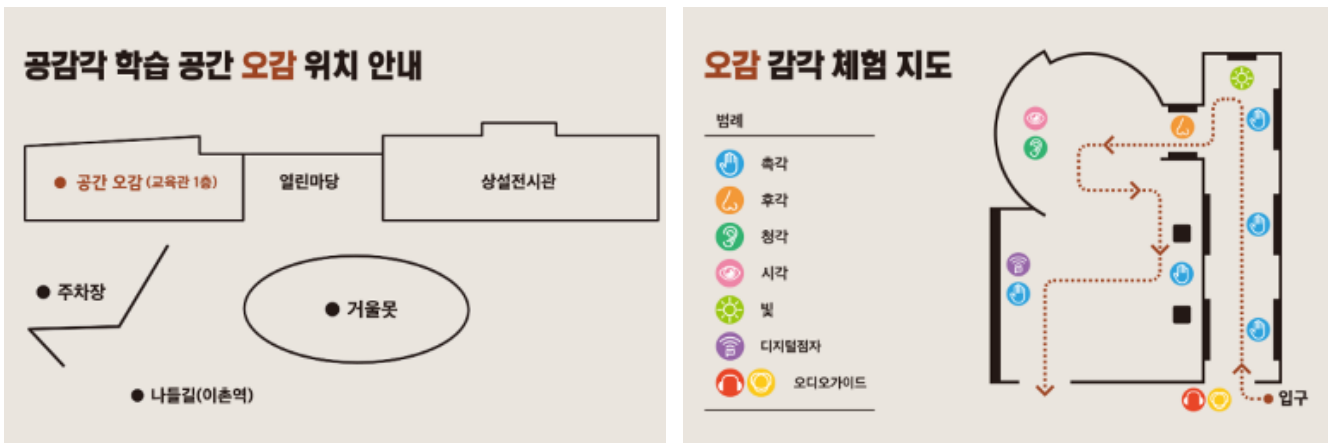 공감각 학습 공간 오감 위치 안내
공간 오감 (교육관 1층)
열린마당
상설전시관
주차장
거울못
나들길(이촌역)
오감 감각 체험 지도
범례
촉각
후각
청각
시각
빛
디지털점자
오디오가이드
입구